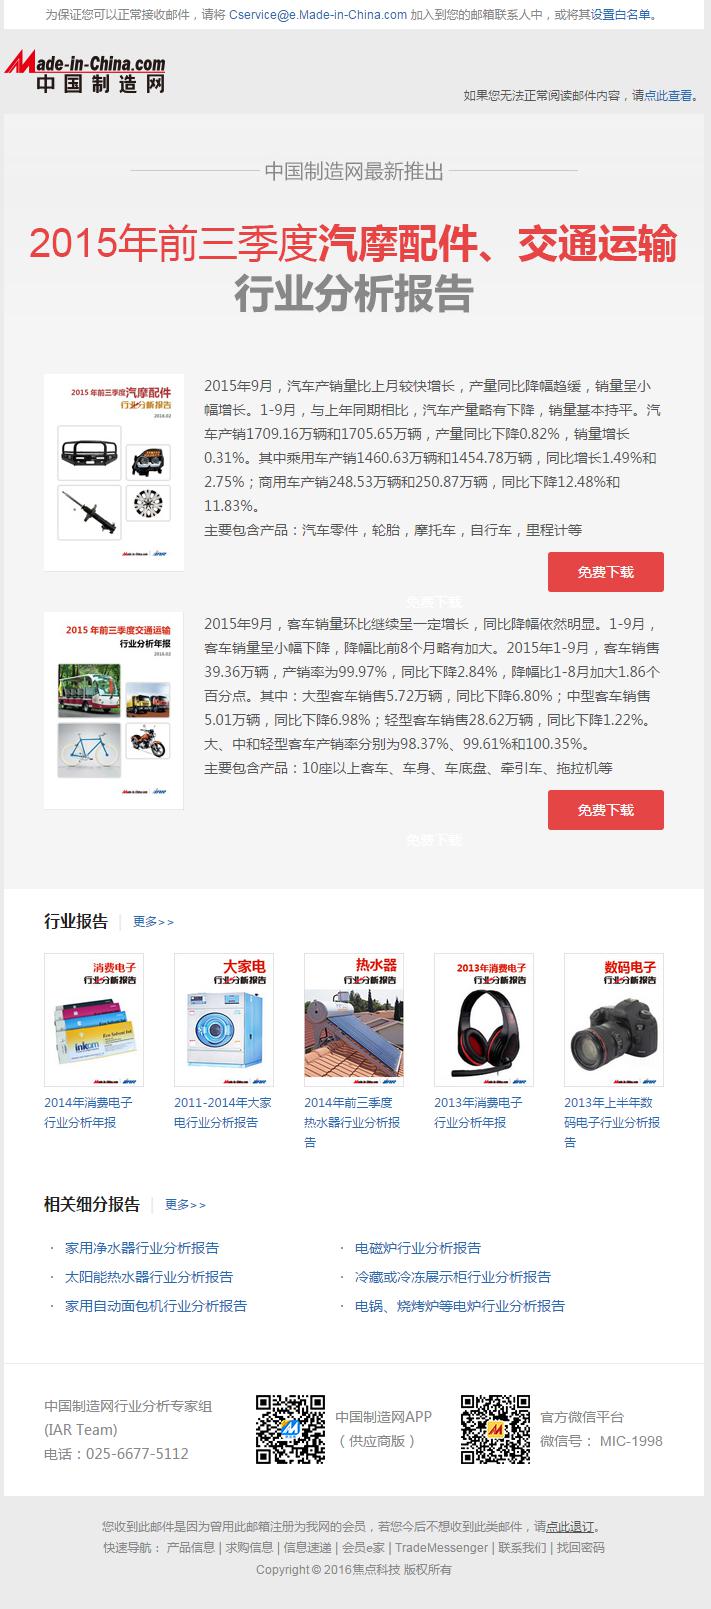 为保证您可以正常接收邮件，请将 Cservice@e.Made-in-China.com 加入到您的邮箱联系人中，或将其设置白名单。
Made-in-China.com
中国制造网
如果您无法正常阅读邮件内容，请点此查看。
中国制造网最新推出
2015年前三季度汽摩配件、交通运输
行业分析报告
2015 年前三季度汽摩配件
行业分析报告
2016.02
Made-in-China.com
2015年9月，汽车产销量比上月较快增长，产量同比降幅趋缓，销量呈小
幅增长。1-9月，与上年同期相比，汽车产量略有下降，销量基本持平。汽
车产销1709.16万辆和1705.65万辆，产量同比下降0.82%，销量增长
0.31%。其中乘用车产销1460.63万辆和1454.78万辆，同比增长1.49%和
2.75%；商用车产销248.53万辆和250.87万辆，同比下降12.48%和
11.83%。
主要包含产品：汽车零件，轮胎，摩托车，自行车，里程计等
免费下载
免费下载
2015 年前三季度交通运输
行业分析年报
2016.02
Made-in-China.com
2015年9月，客车销量环比继续呈一定增长，同比降幅依然明显。1-9月，
客车销量呈小幅下降，降幅比前8个月略有加大。2015年1-9月，客车销售
39.36万辆，产销率为99.97%，同比下降2.84%，降幅比1-8月加大1.86个
百分点。其中：大型客车销售5.72万辆，同比下降6.80%；中型客车销售
5.01万辆，同比下降6.98%；轻型客车销售28.62万辆，同比下降1.22%。
大、中和轻型客车产销率分别为98.37%、99.61%和100.35%。
主要包含产品：10座以上客车、车身、车底盘、牵引车、拖拉机等
免费下载
免费下载
行业报告 | 更多>>
消费电子
行业分析报告
inkom
Made-in-China.com
2014年消费电子
行业分析年报
大家电
行业分析报告
Made-in-China.com
2011-2014年大家
电行业分析报告
热水器
行业分析报告
Made-in-China.com
2014年前三季度
热水器行业分析报
告
2013年消费电子
行业分析报告
Made-in-China.com
2013年消费电子
行业分析年报
数码电子
行业分析报告
Made-in-China.com
2013年上半年数
码电子行业分析报
告
相关细分报告 | 更多>>
· 家用净水器行业分析报告
· 电磁炉行业分析报告
· 太阳能热水器行业分析报告
· 冷藏或冷冻展示柜行业分析报告
· 家用自动面包机行业分析报告
· 电锅、烧烤炉等电炉行业分析报告
中国制造网行业分析专家组
(IAR Team)
电话：025-6677-5112
中国制造网APP
（供应商版）
官方微信平台
微信号： MIC-1998
您收到此邮件是因为曾用此邮箱注册为我网的会员，若您今后不想收到此类邮件，请点此退订。
快速导航： 产品信息 | 求购信息 | 信息速递 | 会员e家 | TradeMessenger | 联系我们 | 找回密码
Copyright © 2016焦点科技 版权所有